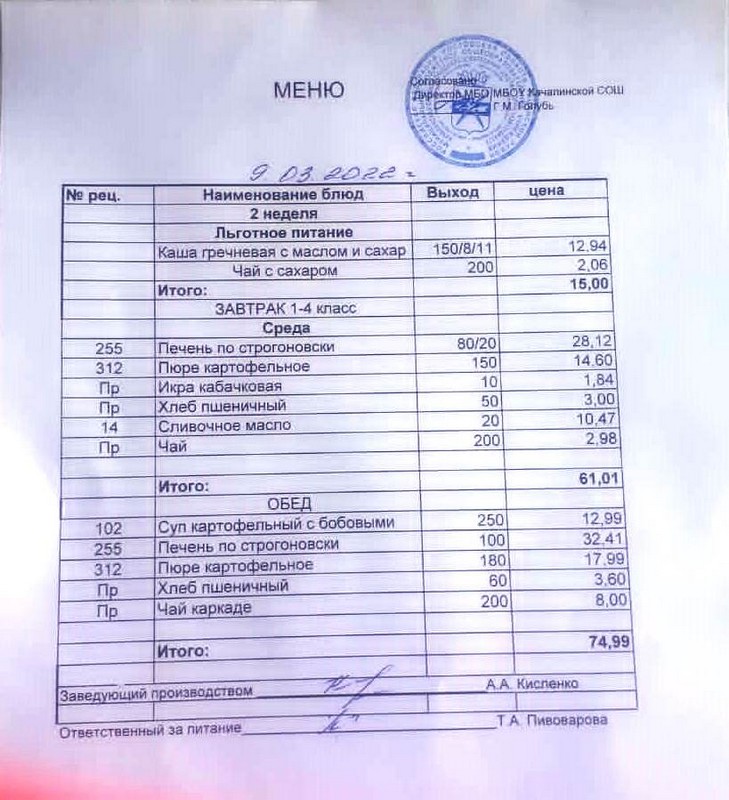 МЕНЮ
Согласовано
Директор МБО МБОУ Качалинской СОШ
Г.М. Голубь
9 03.2022 г
№ рец. Наименование блюд Выход цена
2 неделя
Льготное питание
Каша гречневая с маслом и сахар 150/8/11 12,94
Чай с сахаром 200 2,06
Итого: 15,00
ЗАВТРАК 1-4 класс
Среда
255 Печень по строгоновски 80/20 28,12
312 Пюре картофельное 150 14,60
Пр Икра кабачковая 10 1,84
Пр Хлеб пшеничный 50 3,00
14 Сливочное масло 20 10,47
Пр Чай 200 2,98
Итого: 61,01
ОБЕД
102 Суп картофельный с бобовыми 250 12,99
255 Печень по строгоновски 100 32,41
312 Пюре картофельное 180 17,99
Пр Хлеб пшеничный 60 3,60
Пр Чай каркаде 200 8,00
Итого: 74,99
Заведующий производством А.А. Кисленко
Ответственный за питание Т.А. Пивоварова